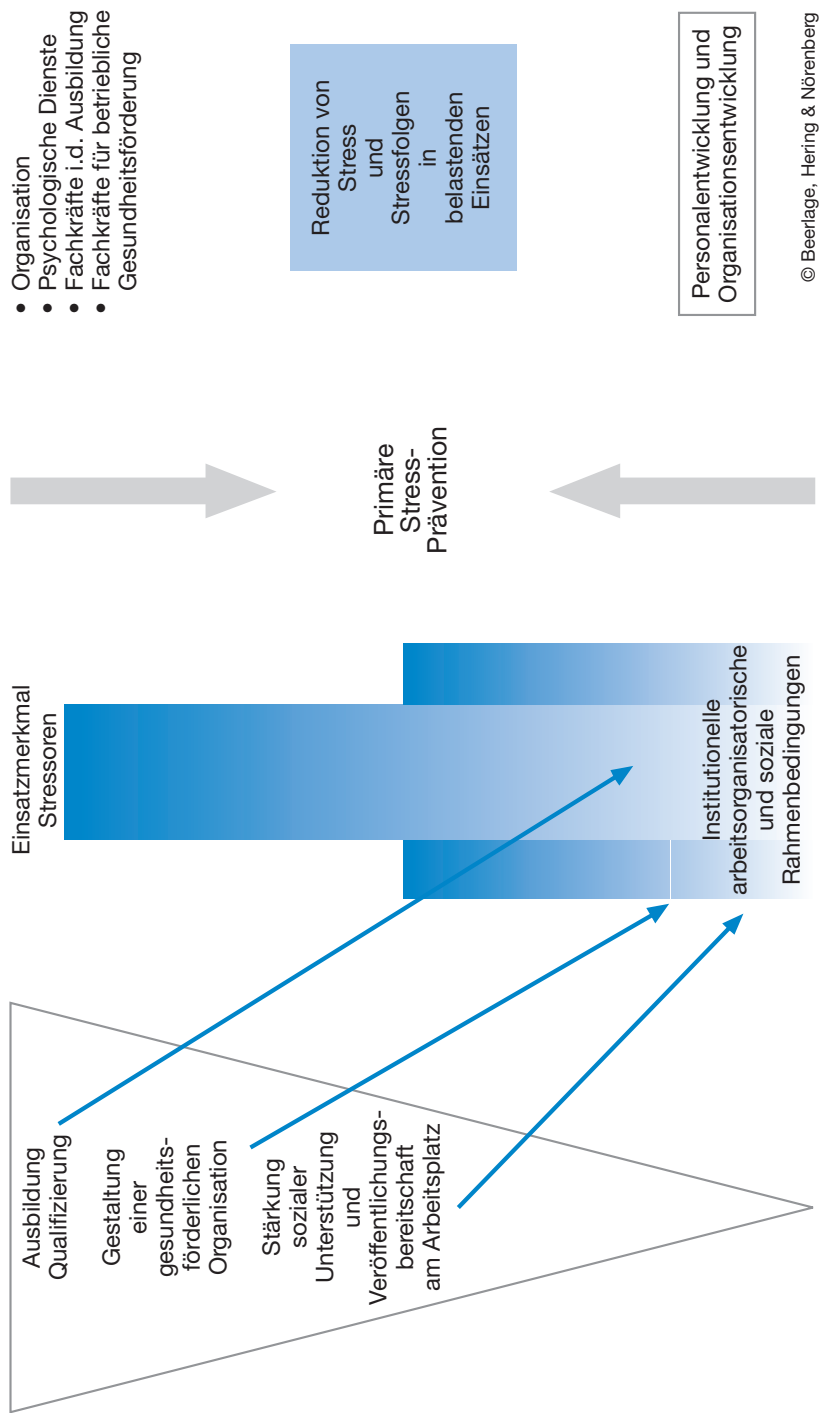 Ausbildung
Qualifizierung
Gestaltung
einer
gesundheits-
förderlichen
Organisation
Stärkung
sozialer
Unterstützung
und
Veröffentlichungs-
bereitschaft
am Arbeitsplatz
Einsatzmerkmal
Stressoren
Institutionelle
arbeitsorganisatorische
und soziale
Rahmenbedingungen
Primäre
Stress-
Prävention
• Organisation
• Psychologische Dienste
• Fachkräfte i.d. Ausbildung
• Fachkräfte für betriebliche
Gesundheitsförderung
Reduktion von
Stress
und
Stressfolgen
in
belastenden
Einsätzen
Personalentwicklung und
Organisationsentwicklung
© Beerlage, Hering & Nörenberg